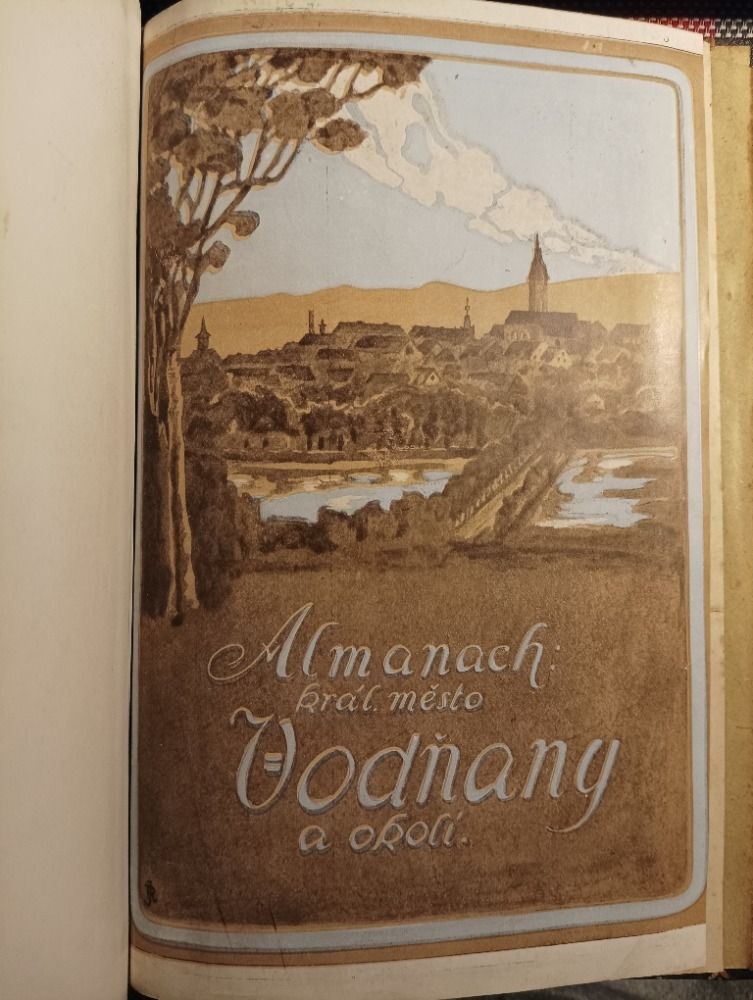 Almanach:
král. město
Vodňany
a okolí.